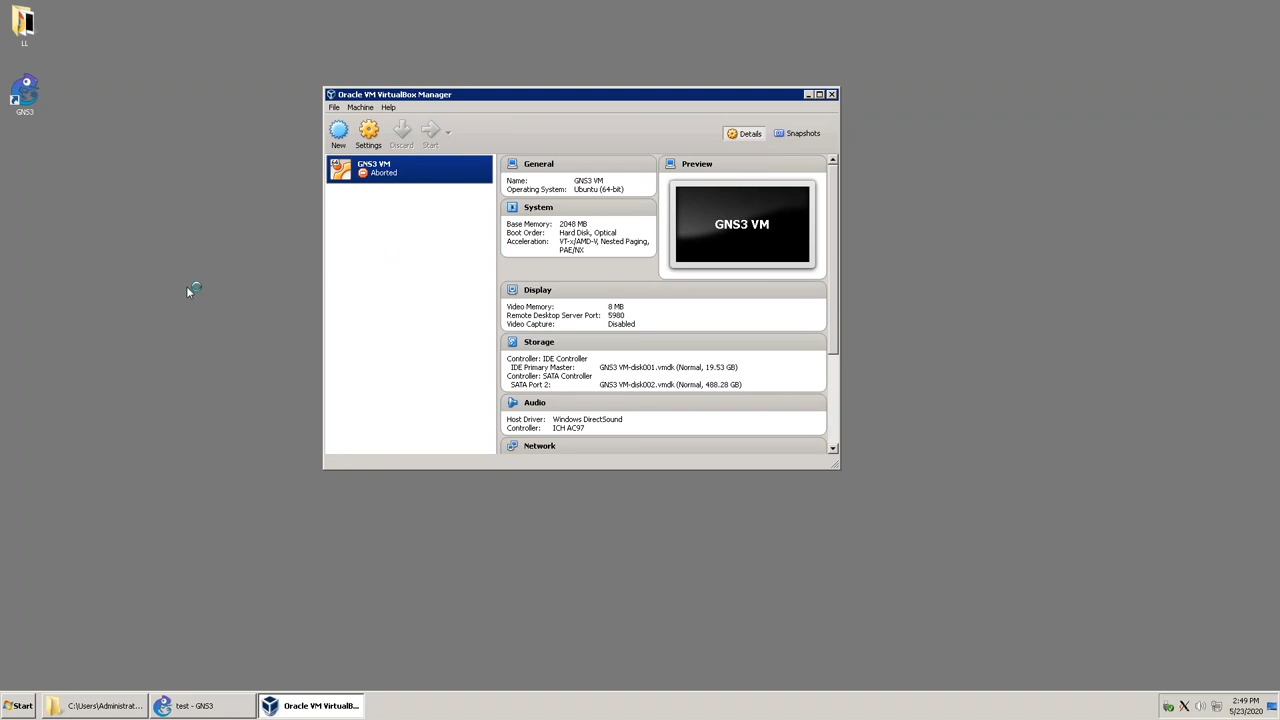 LL
GNS3
Oracle VM VirtualBox Manager
File Machine Help
New Settings Discard Start
Details Snapshots
GNS3 VM
Aborted
General
Name: GNS3 VM
Operating System: Ubuntu (64-bit)
System
Base Memory: 2048 MB
Boot Order: Hard Disk, Optical
Acceleration: VT-x/AMD-V, Nested Paging,
PAE/NX
Preview
GNS3 VM
Display
Video Memory: 8 MB
Remote Desktop Server Port: 5980
Video Capture: Disabled
Storage
Controller: IDE Controller
IDE Primary Master: GNS3 VM-disk001.vmdk (Normal, 19.53 GB)
Controller: SATA Controller
SATA Port 2: GNS3 VM-disk002.vmdk (Normal, 488.28 GB)
Audio
Host Driver: Windows DirectSound
Controller: ICH AC97
Network
Start
C:\Users\Administrat...
test - GNS3
Oracle VM VirtualB...
2:49 PM
5/23/2020